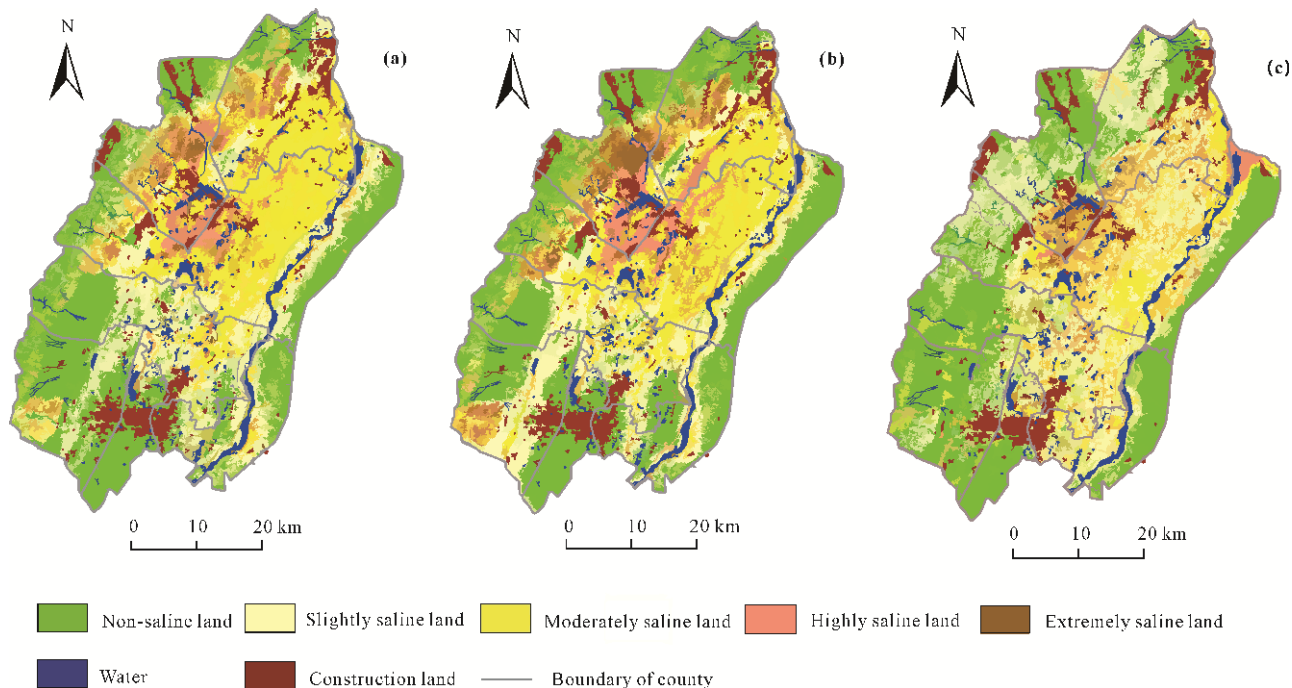 N
(a)
N
(b)
N
(c)
0 10 20 km
0 10 20 km
0 10 20 km
Non-saline land Slightly saline land Moderately saline land Highly saline land Extremely saline land
Water Construction land Boundary of county